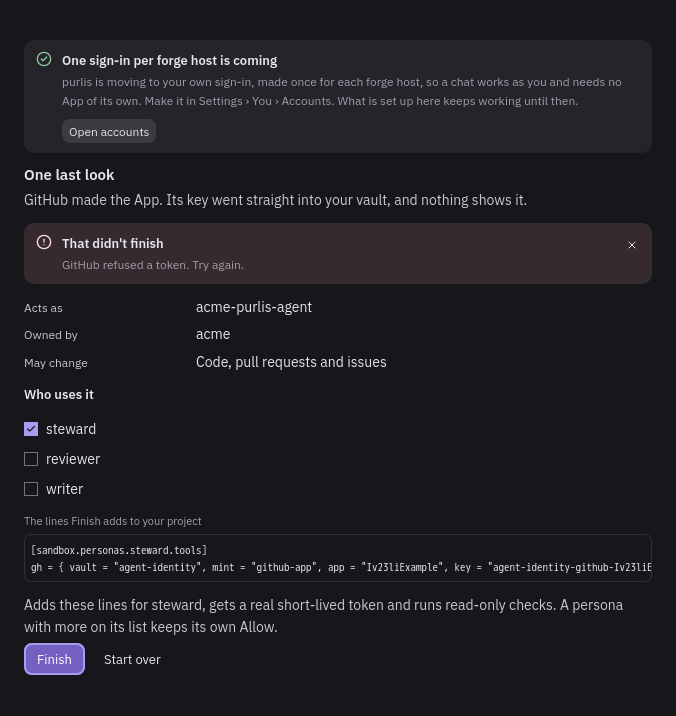 One sign-in per forge host is coming
purlis is moving to your own sign-in, made once for each forge host, so a chat works as you and needs no
App of its own. Make it in Settings › You › Accounts. What is set up here keeps working until then.
Open accounts
One last look
GitHub made the App. Its key went straight into your vault, and nothing shows it.
That didn't finish
GitHub refused a token. Try again.
Acts as acme-purlis-agent
Owned by acme
May change Code, pull requests and issues
Who uses it
steward
reviewer
writer
The lines Finish adds to your project
[sandbox.personas.steward.tools]
gh = { vault = "agent-identity", mint = "github-app", app = "Iv23liExample", key = "agent-identity-github-Iv23liE
Adds these lines for steward, gets a real short-lived token and runs read-only checks. A persona
with more on its list keeps its own Allow.
Finish Start over